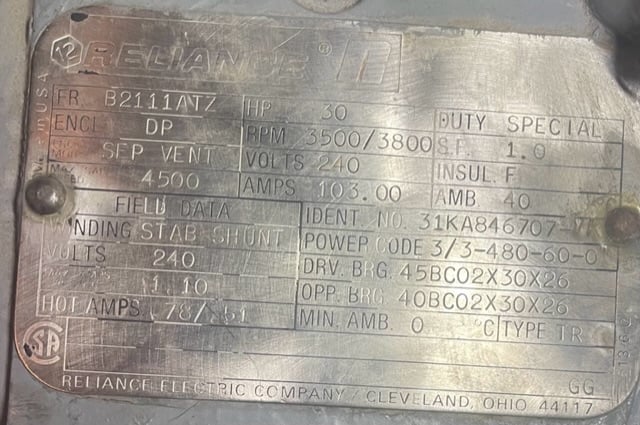 RELIANCE ®
FR. B2111ATZ HP 30 DUTY SPECIAL
ENCL DP RPM 3500/3800 S.F. 1.0
SEP VENT VOLTS 240 INSUL. F
4500 AMPS 103.00 AMB. 40
FIELD DATA IDENT. NO. 31KA846707-
WINDING STAB SHUNT POWER CODE 3/3-480-60-0
VOLTS 240 DRV. BRG. 45BC02X30X26
1.10 OPP. BRG. 40BC02X30X26
HOT AMPS .78/ MIN. AMB. 0 °C TYPE TR
GG
RELIANCE ELECTRIC COMPANY / CLEVELAND, OHIO 44117
USA